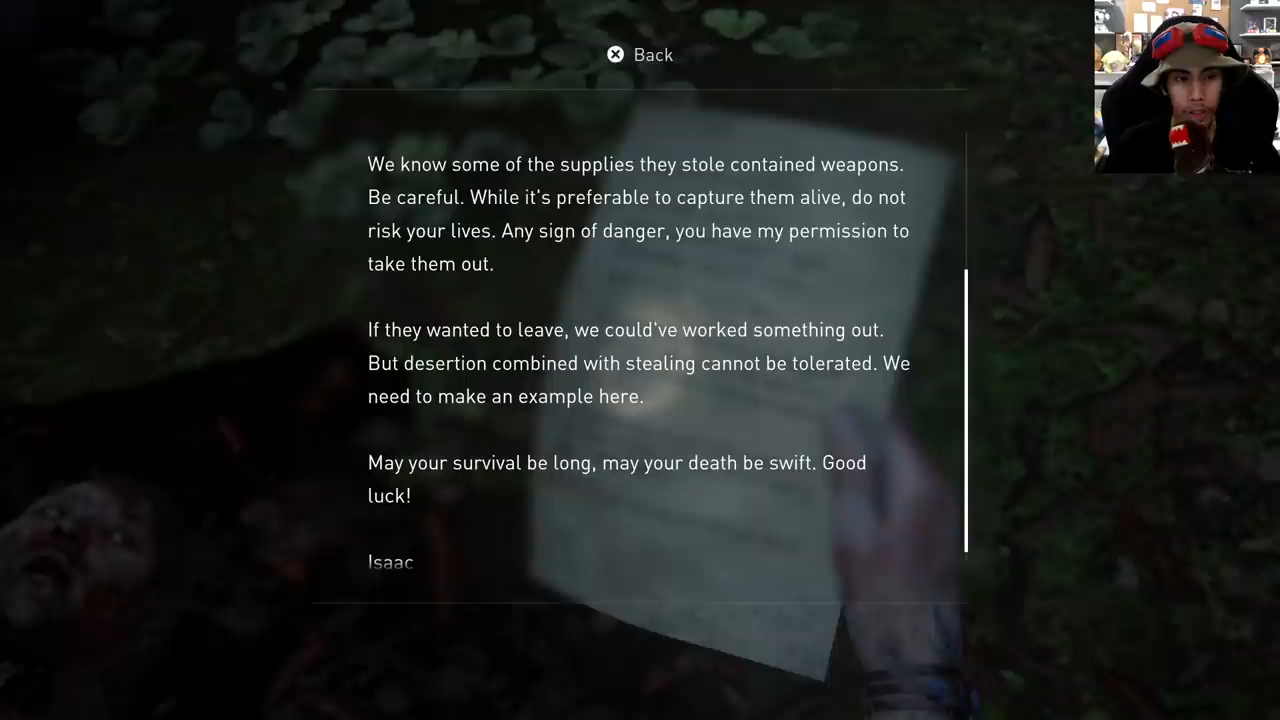 Back
We know some of the supplies they stole contained weapons.
Be careful. While it's preferable to capture them alive, do not
risk your lives. Any sign of danger, you have my permission to
take them out.
If they wanted to leave, we could've worked something out.
But desertion combined with stealing cannot be tolerated. We
need to make an example here.
May your survival be long, may your death be swift. Good
luck!
Isaac